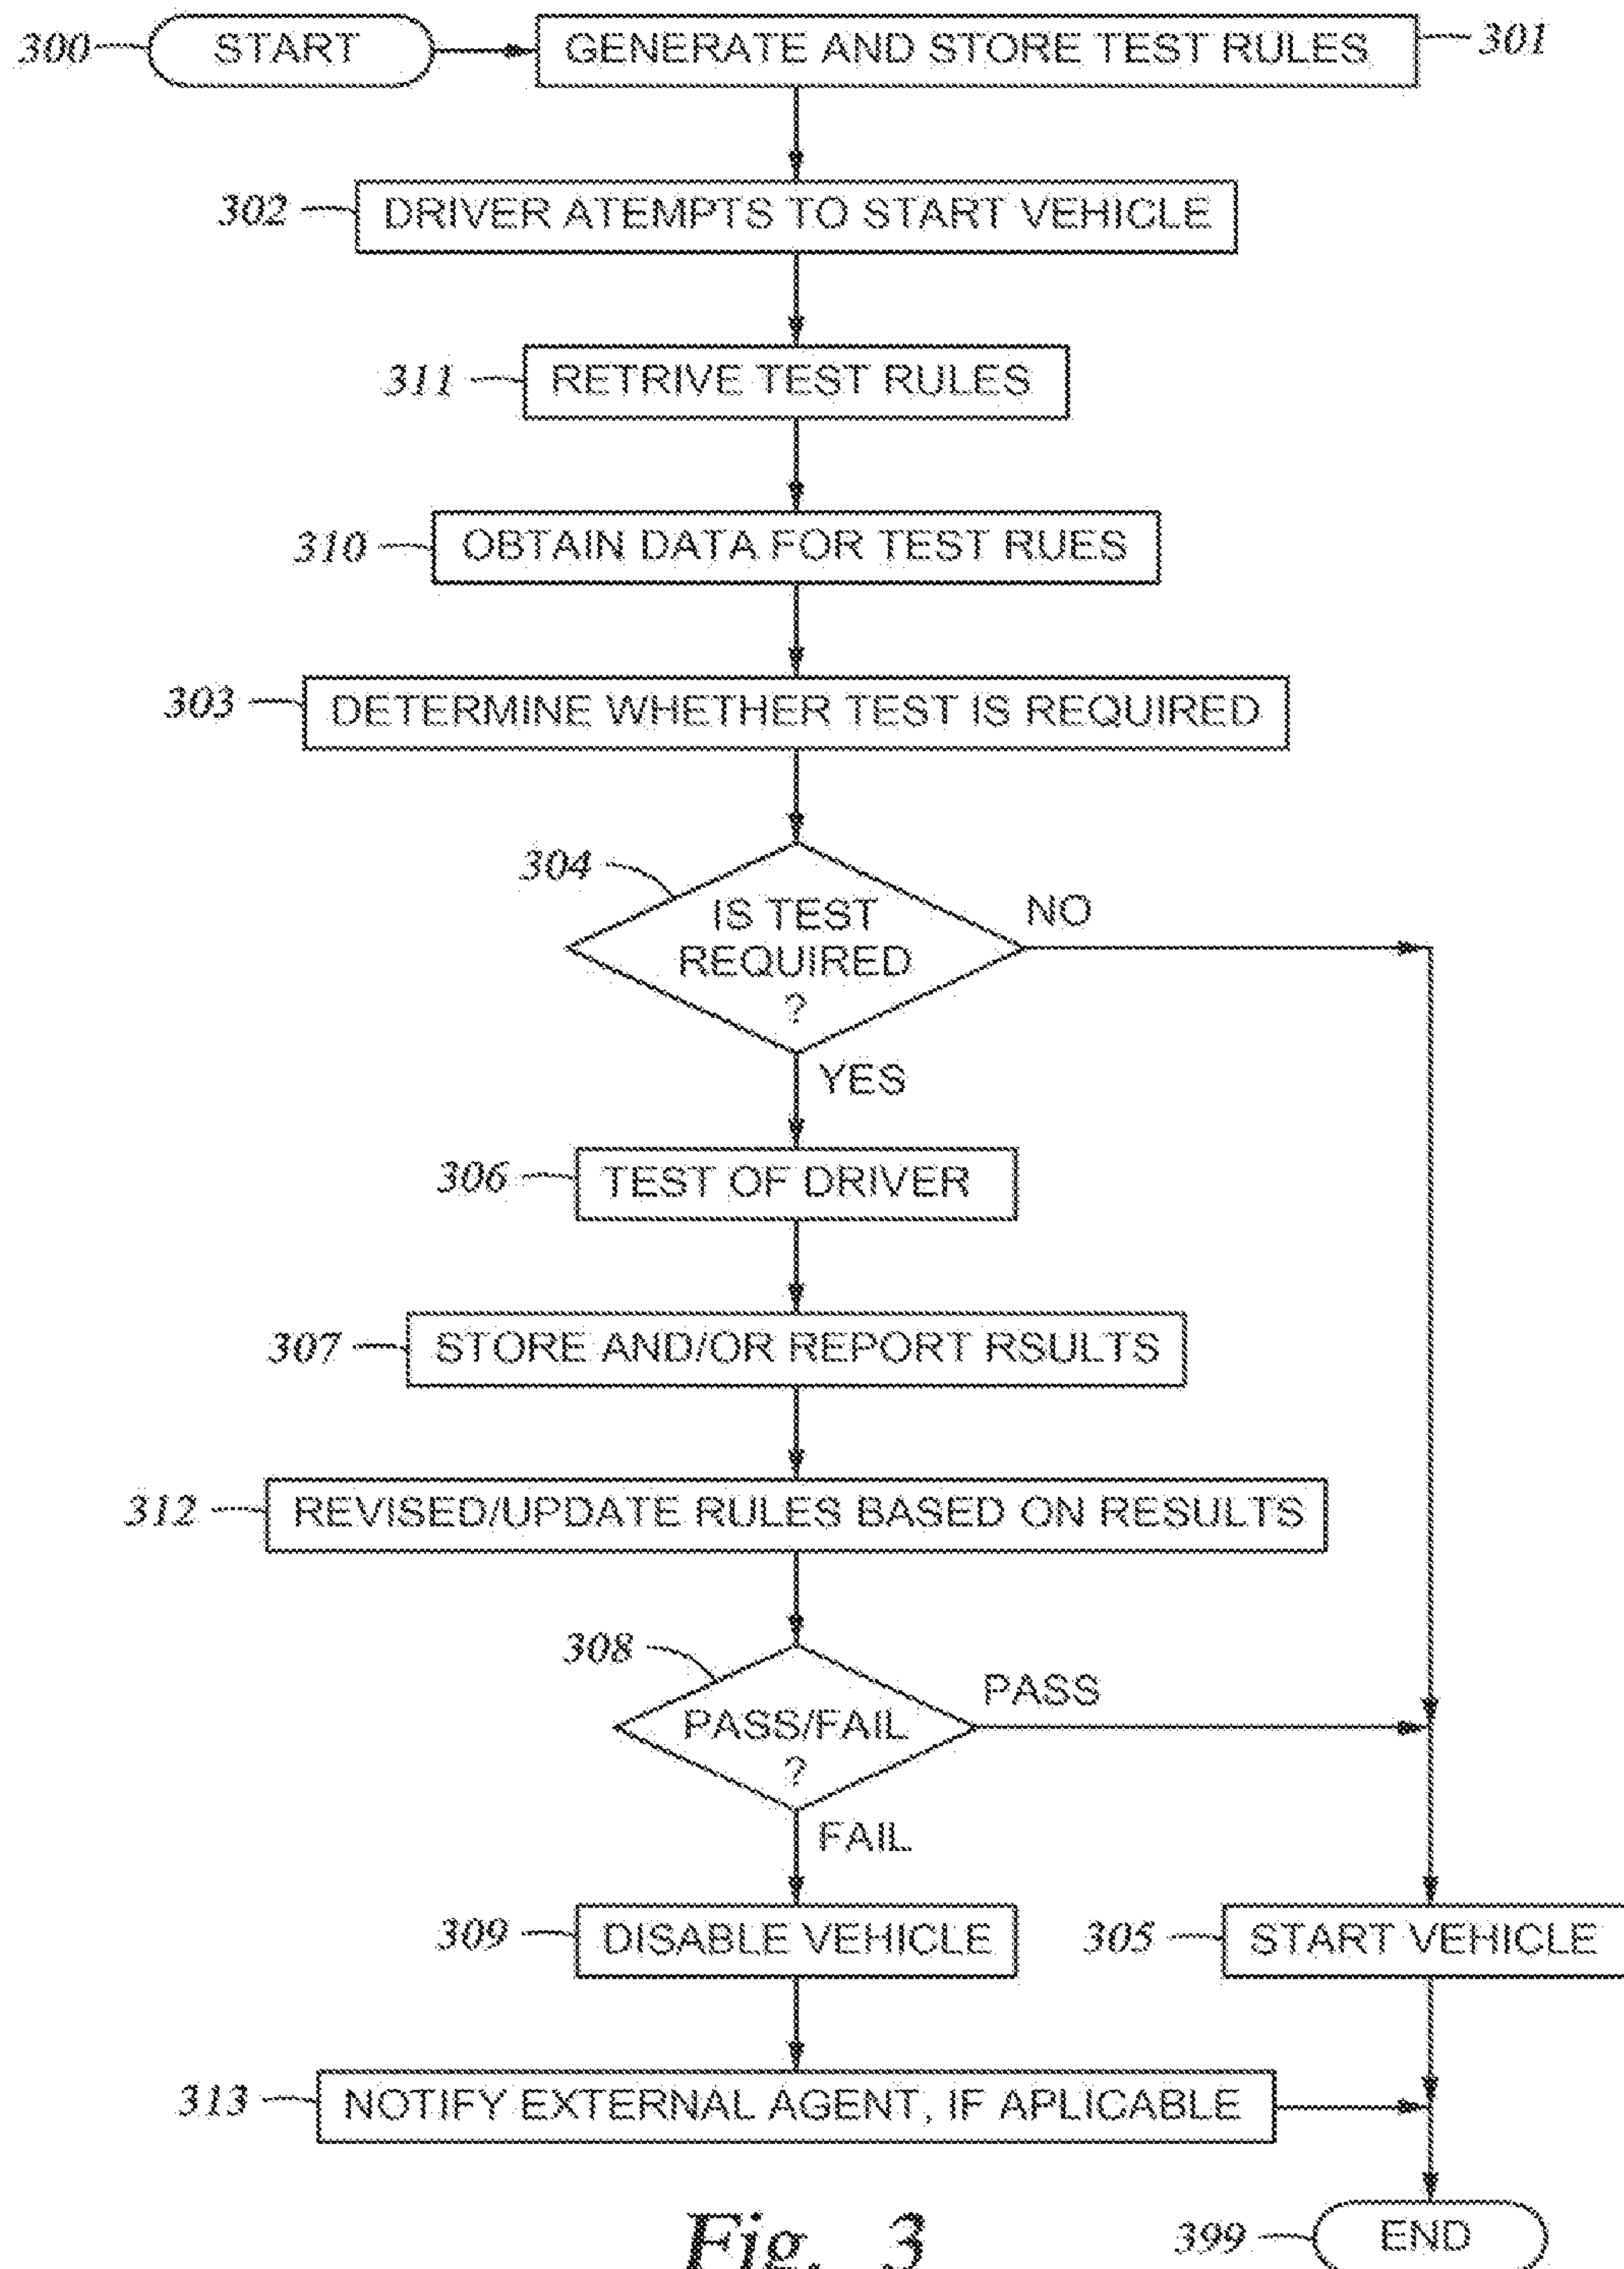 300 START GENERATE AND STORE TEST RULES 301
302 DRIVER ATEMPTS TO START VEHICLE
311 RETRIVE TEST RULES
310 OBTAIN DATA FOR TEST RUES
303 DETERMINE WHETHER TEST IS REQUIRED
304
IS TEST
REQUIRED
?
NO
YES
306 TEST OF DRIVER
307 STORE AND/OR REPORT RSULTS
312 REVISED/UPDATE RULES BASED ON RESULTS
308
PASS/FAIL
?
PASS
FAIL
309 DISABLE VEHICLE
305 START VEHICLE
313 NOTIFY EXTERNAL AGENT, IF APLICABLE
399 END
Fig. 3